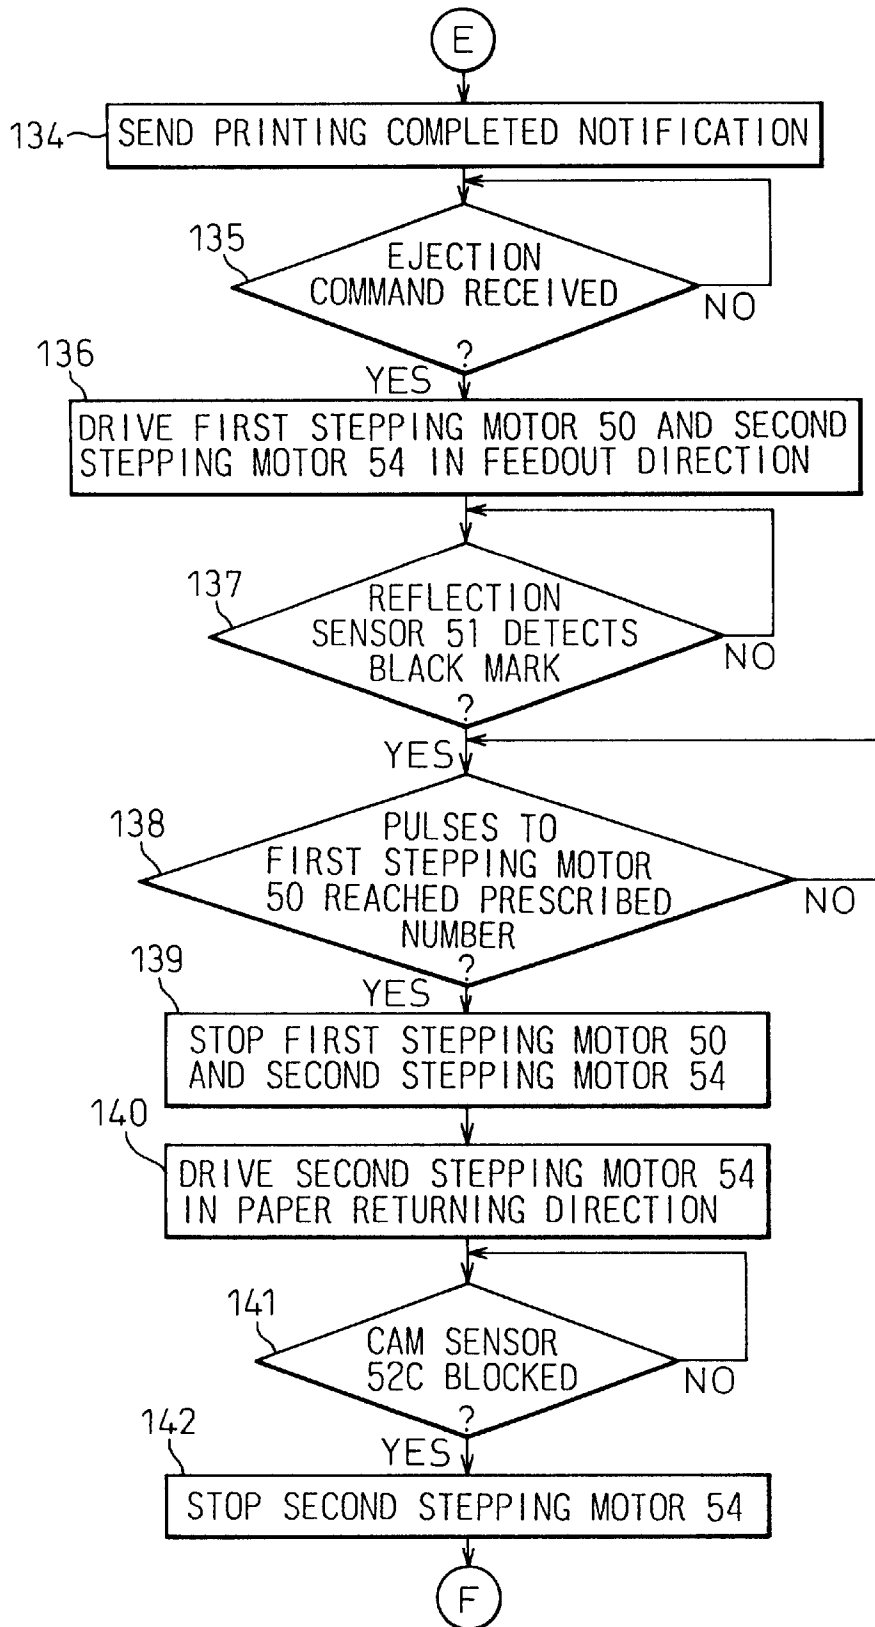 E
134
SEND PRINTING COMPLETED NOTIFICATION
135
EJECTION
COMMAND RECEIVED
?
NO
YES
136
DRIVE FIRST STEPPING MOTOR 50 AND SECOND
STEPPING MOTOR 54 IN FEEDOUT DIRECTION
137
REFLECTION
SENSOR 51 DETECTS
BLACK MARK
?
NO
YES
138
PULSES TO
FIRST STEPPING MOTOR
50 REACHED PRESCRIBED
NUMBER
?
NO
YES
139
STOP FIRST STEPPING MOTOR 50
AND SECOND STEPPING MOTOR 54
140
DRIVE SECOND STEPPING MOTOR 54
IN PAPER RETURNING DIRECTION
141
CAM SENSOR
52C BLOCKED
?
NO
YES
142
STOP SECOND STEPPING MOTOR 54
F